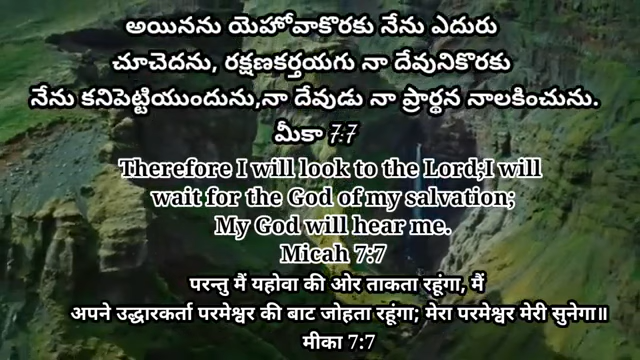 అయినను యెహోవాకొరకు నేను ఎదురు
చూచెదను, రక్షణకర్తయగు నా దేవునికొరకు
నేను కనిపెట్టియుందును,నా దేవుడు నా ప్రార్థన నాలకించును.
మీకా 7:7
Therefore I will look to the Lord;I will
wait for the God of my salvation;
My God will hear me.
Micah 7:7
परन्तु मैं यहोवा की ओर ताकता रहूंगा, मैं
अपने उद्धारकर्ता परमेश्वर की बाट जोहता रहूंगा; मेरा परमेश्वर मेरी सुनेगा॥
मीका 7:7